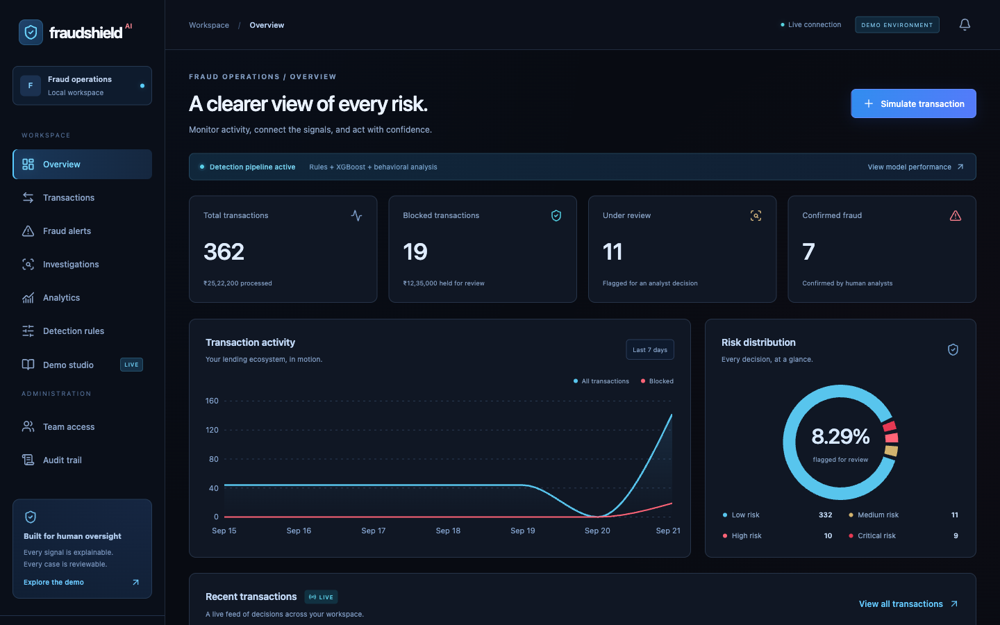 fraudshield AI
F
Fraud operations
Local workspace
WORKSPACE
Overview
Transactions
Fraud alerts
Investigations
Analytics
Detection rules
Demo studio LIVE
ADMINISTRATION
Team access
Audit trail
Built for human oversight
Every signal is explainable.
Every case is reviewable.
Explore the demo
Workspace / Overview
Live connection
DEMO ENVIRONMENT
FRAUD OPERATIONS / OVERVIEW
A clearer view of every risk.
Monitor activity, connect the signals, and act with confidence.
Simulate transaction
Detection pipeline active Rules + XGBoost + behavioral analysis
View model performance
Total transactions
362
₹25,22,200 processed
Blocked transactions
19
₹12,35,000 held for review
Under review
11
Flagged for an analyst decision
Confirmed fraud
7
Confirmed by human analysts
Transaction activity
Your lending ecosystem, in motion.
Last 7 days
All transactions Blocked
160
120
80
40
0
Sep 15 Sep 16 Sep 17 Sep 18 Sep 19 Sep 20 Sep 21
Risk distribution
Every decision, at a glance.
8.29%
flagged for review
Low risk 332 Medium risk 11
High risk 10 Critical risk 9
Recent transactions LIVE
A live feed of decisions across your workspace.
View all transactions